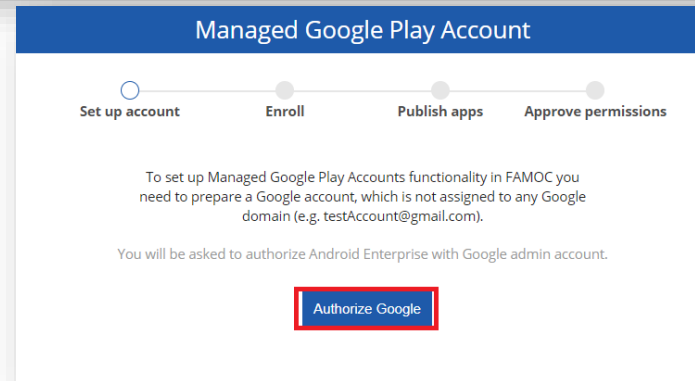 Managed Google Play Account
Set up account Enroll Publish apps Approve permissions
To set up Managed Google Play Accounts functionality in FAMOC you
need to prepare a Google account, which is not assigned to any Google
domain (e.g. testAccount@gmail.com).
You will be asked to authorize Android Enterprise with Google admin account.
Authorize Google